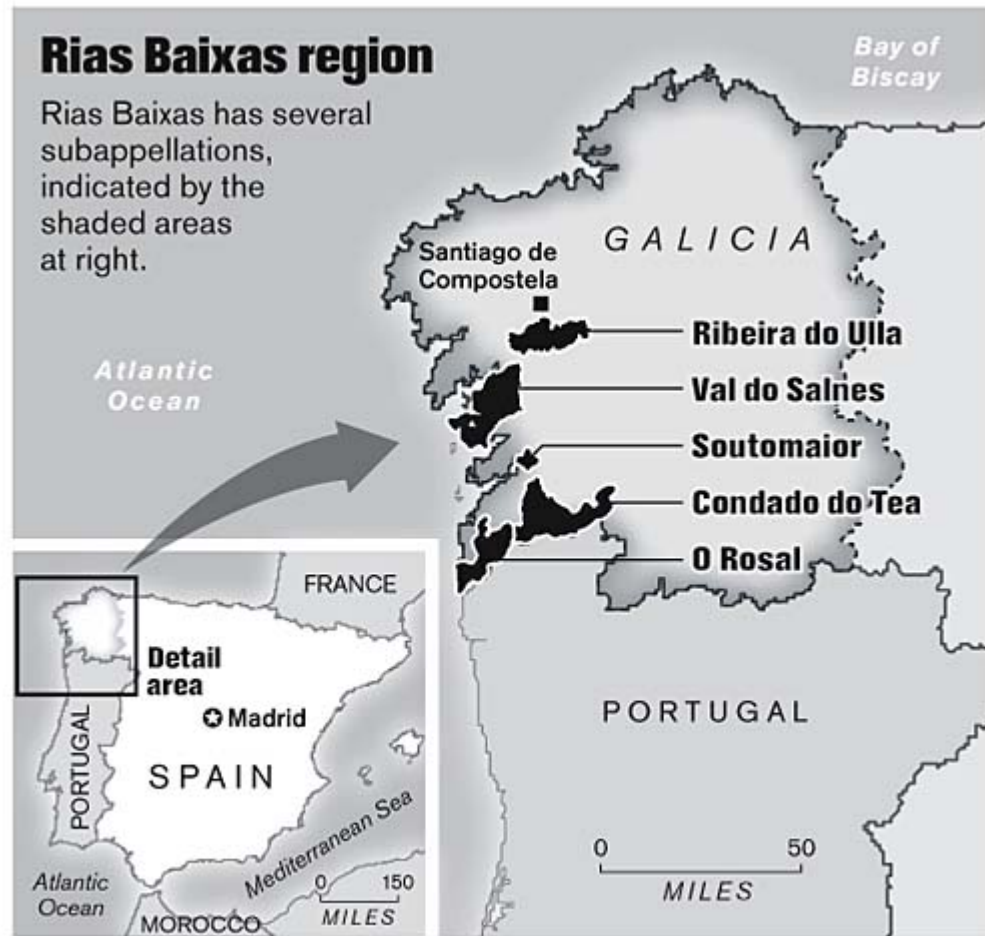 Rias Baixas region
Rias Baixas has several
subappellations,
indicated by the
shaded areas
at right.
Bay of
Biscay
Atlantic
Ocean
GALICIA
Santiago de
Compostela
Ribeira do Ulla
Val do Salnes
Soutomaior
Condado do Tea
O Rosal
PORTUGAL
0 50
MILES
FRANCE
Detail
area
Madrid
SPAIN
PORTUGAL
Mediterranean Sea
Atlantic
Ocean
MOROCCO
0 150
MILES